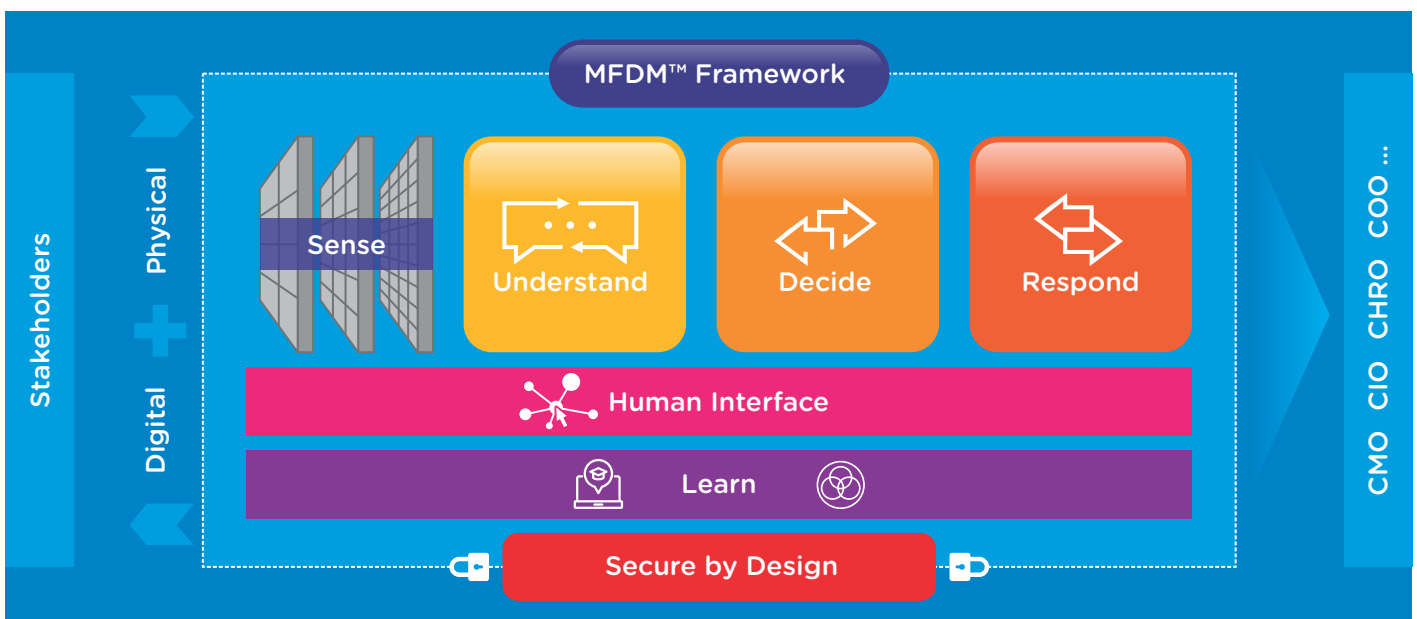 MFDM™ Framework
Stakeholders
Physical
Digital
Sense
Understand
Decide
Respond
Human Interface
Learn
Secure by Design
CMO CIO CHRO COO ...